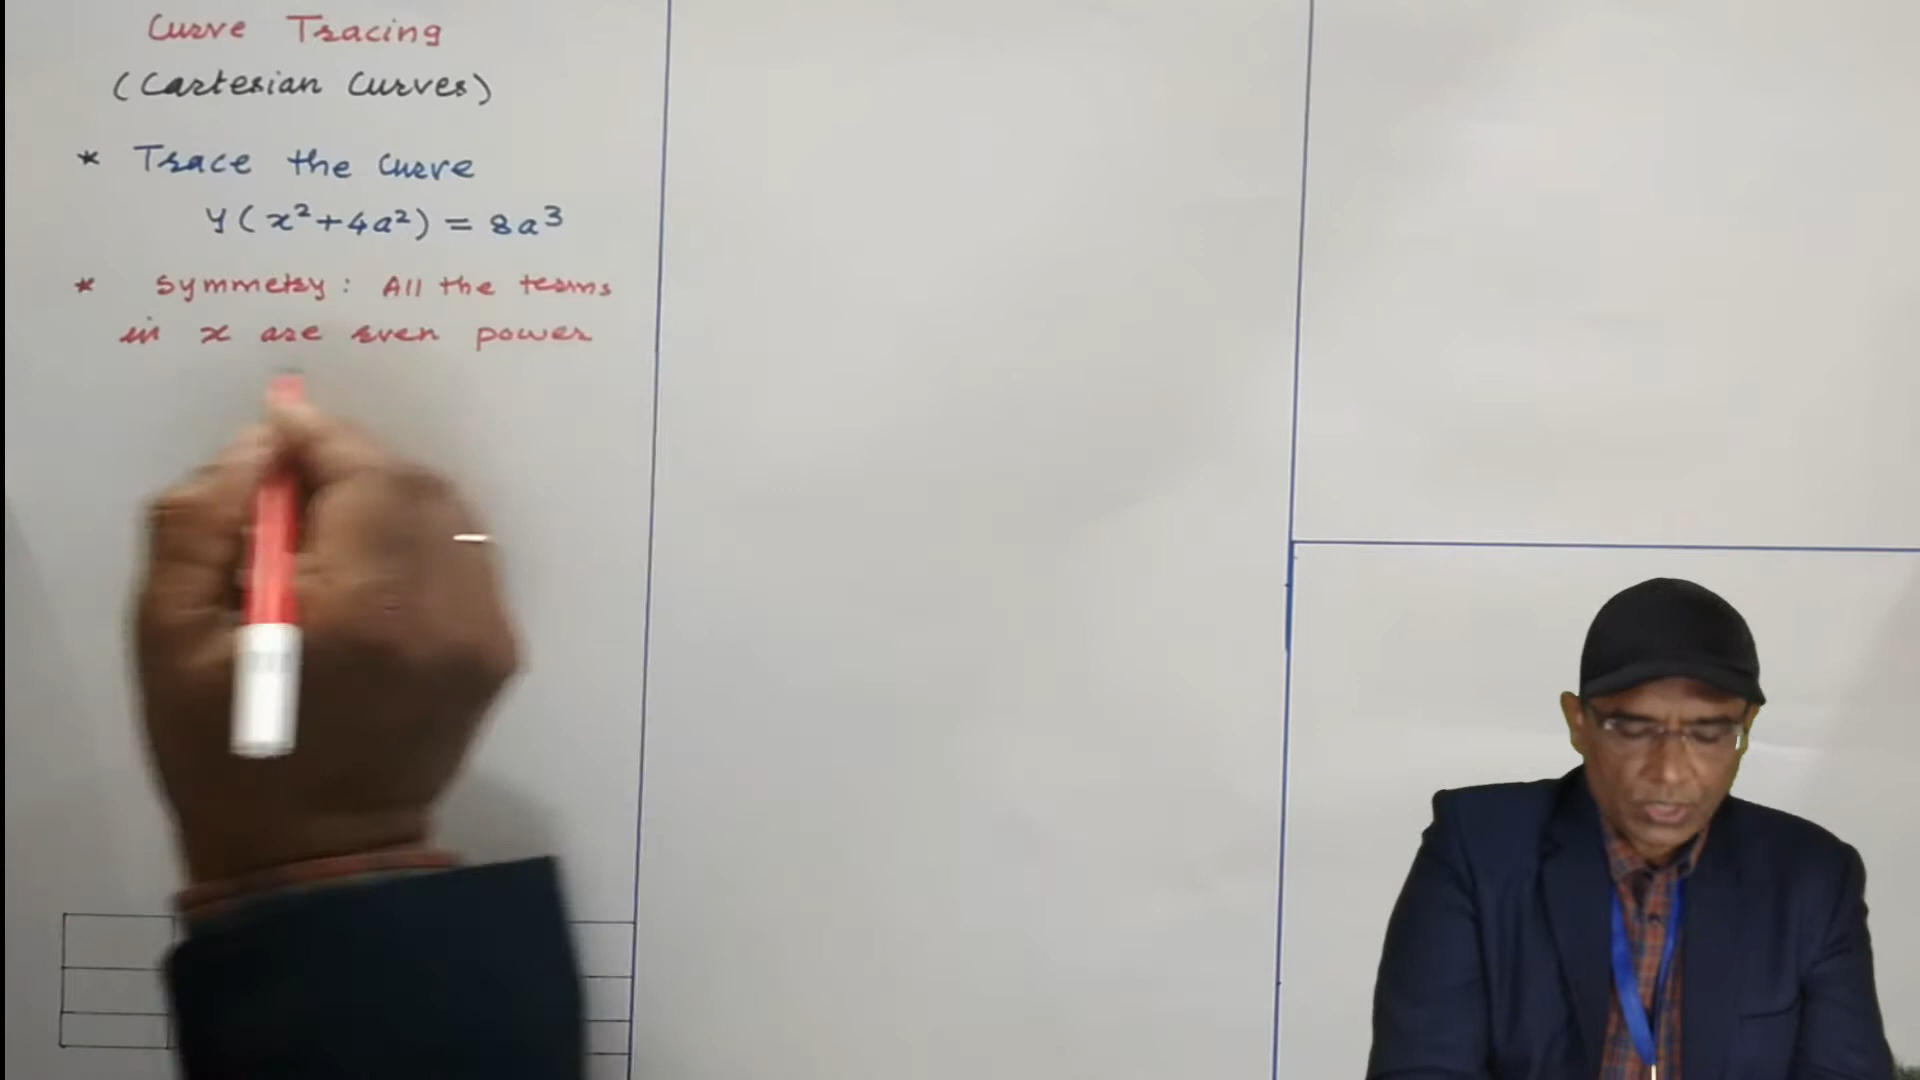 Curve Tracing
(Cartesian Curves)
* Trace the curve
y(x²+4a²) = 8a³
* Symmetry: All the terms
in x are even power